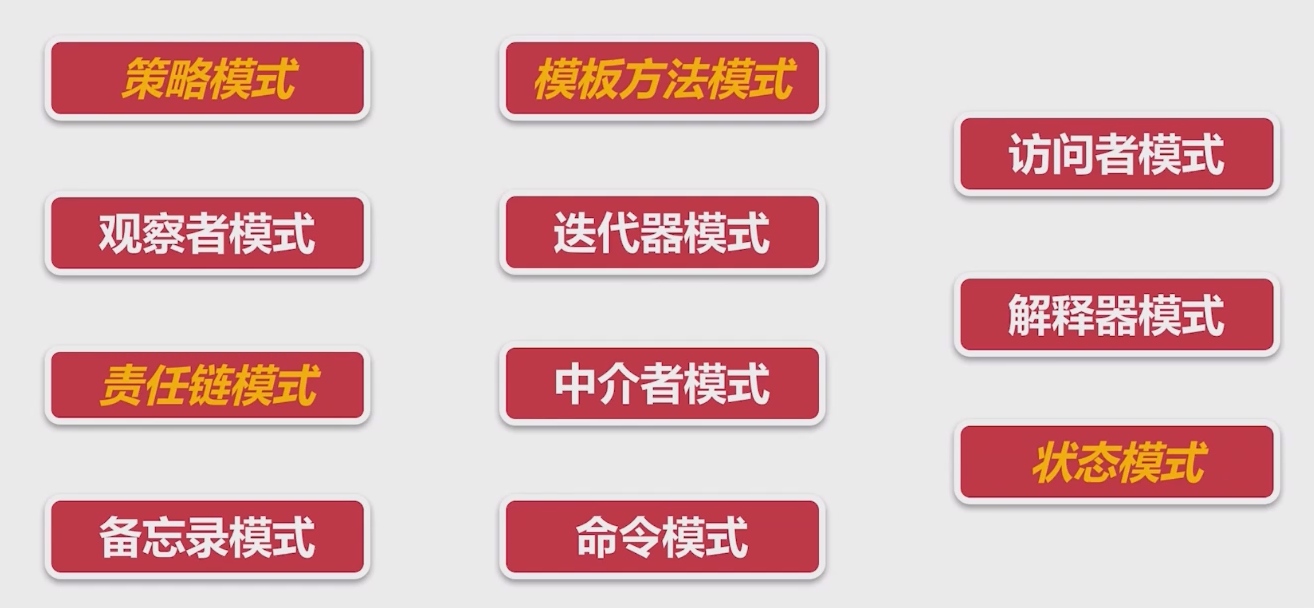 策略模式
观察者模式
责任链模式
备忘录模式
模板方法模式
迭代器模式
中介者模式
命令模式
访问者模式
解释器模式
状态模式